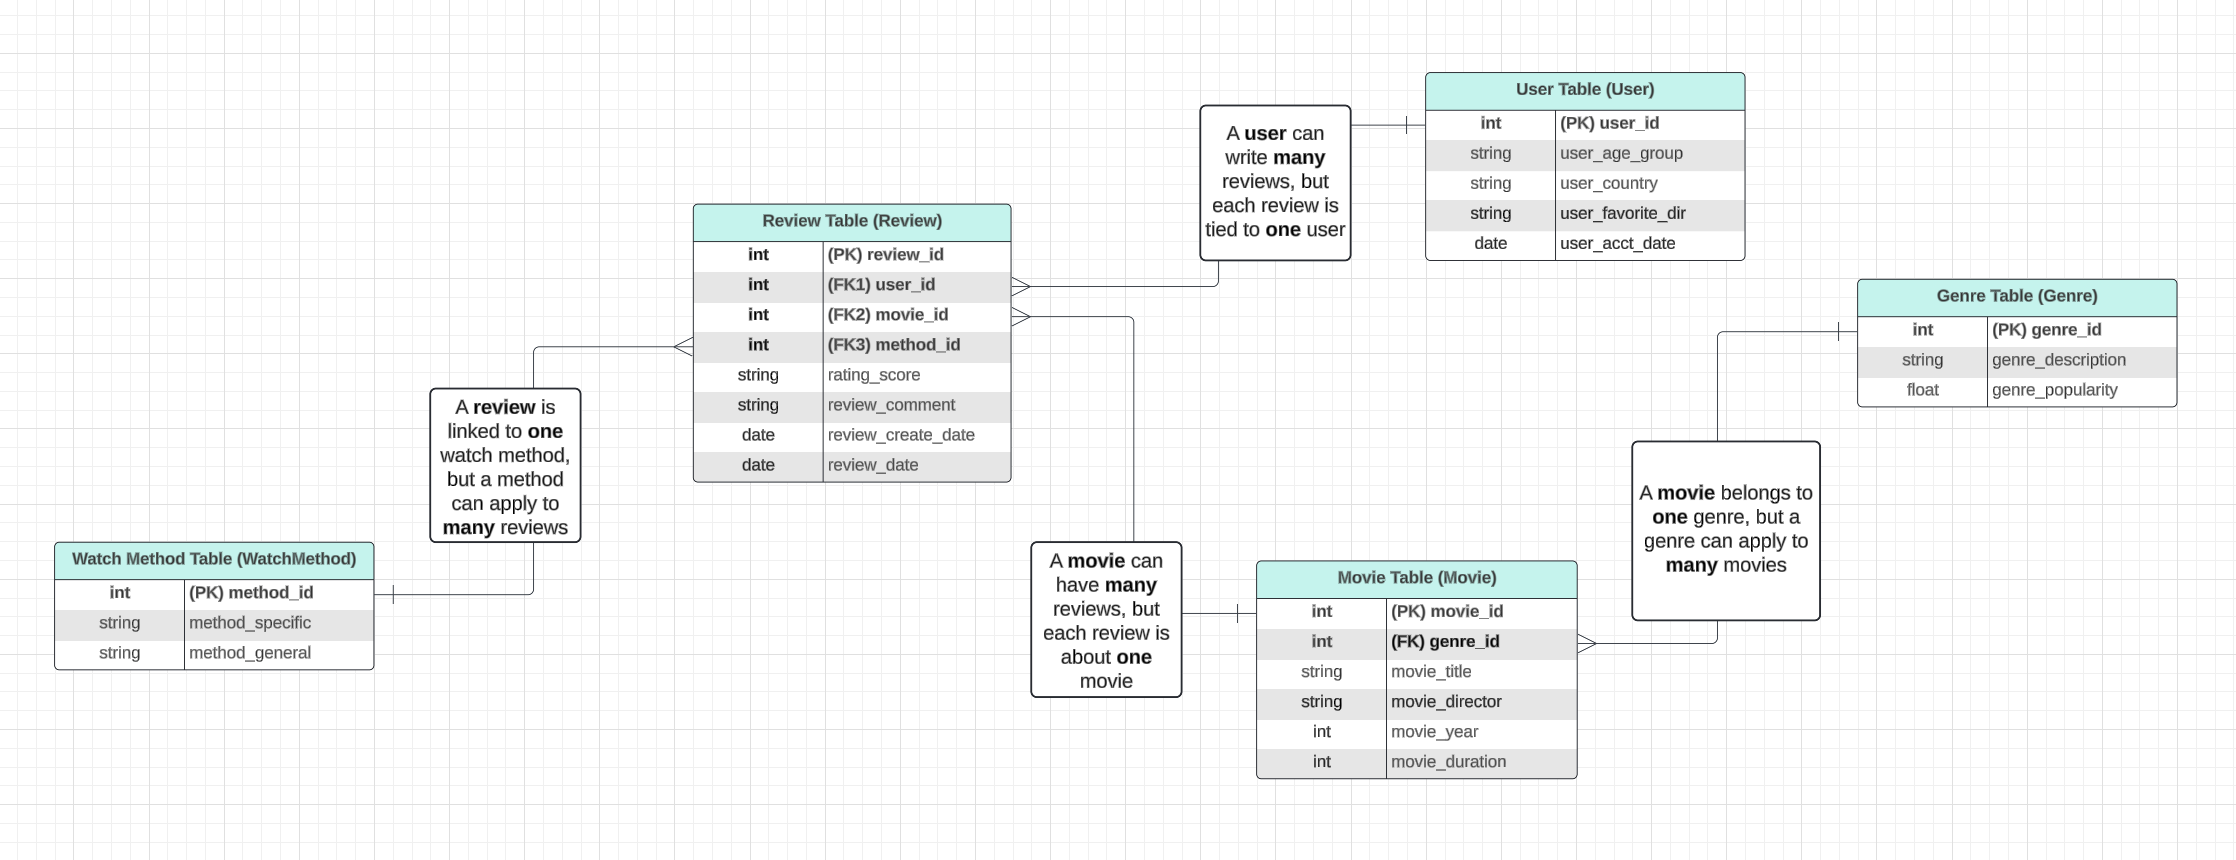 User Table (User)
int (PK) user_id
string user_age_group
string user_country
string user_favorite_dir
date user_acct_date
A user can
write many
reviews, but
each review is
tied to one user
Review Table (Review)
int (PK) review_id
int (FK1) user_id
int (FK2) movie_id
int (FK3) method_id
string rating_score
string review_comment
date review_create_date
date review_date
Genre Table (Genre)
int (PK) genre_id
string genre_description
float genre_popularity
A review is
linked to one
watch method,
but a method
can apply to
many reviews
A movie belongs to
one genre, but a
genre can apply to
many movies
Watch Method Table (WatchMethod)
int (PK) method_id
string method_specific
string method_general
A movie can
have many
reviews, but
each review is
about one
movie
Movie Table (Movie)
int (PK) movie_id
int (FK) genre_id
string movie_title
string movie_director
int movie_year
int movie_duration